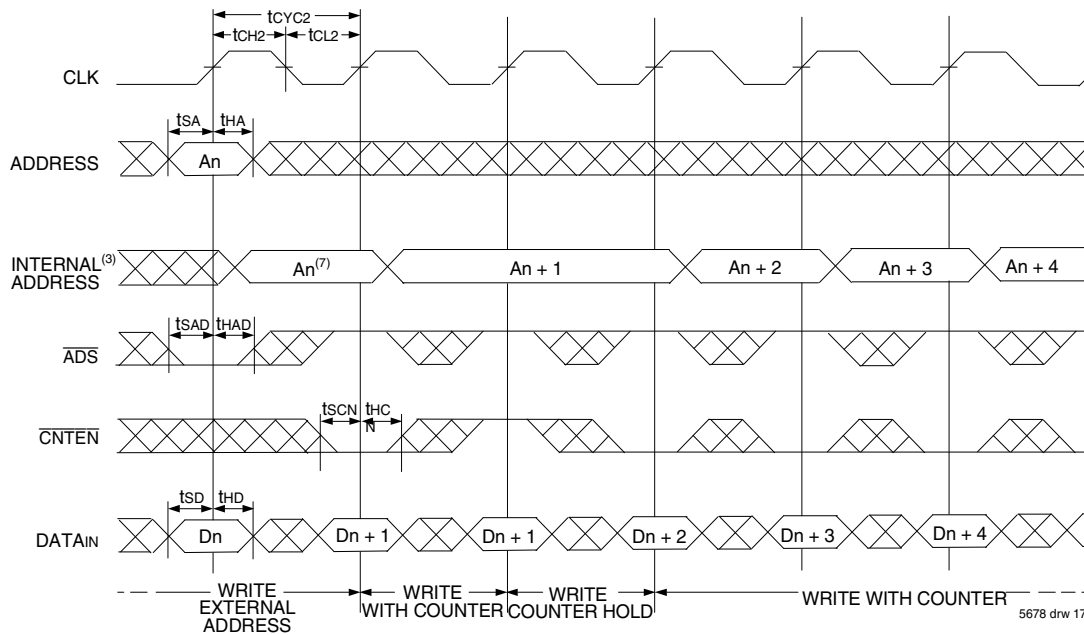 tCYC2
tCH2 tCL2
CLK
tSA tHA
ADDRESS An
INTERNAL(3)
ADDRESS An(7) An + 1 An + 2 An + 3 An + 4
tSAD tHAD
ADS
tSCN tHC
N
CNTEN
tSD tHD
DATAIN Dn Dn + 1 Dn + 1 Dn + 2 Dn + 3 Dn + 4
WRITE
EXTERNAL
ADDRESS
WRITE
WITH COUNTER
WRITE
COUNTER HOLD
WRITE WITH COUNTER
5678 drw 17